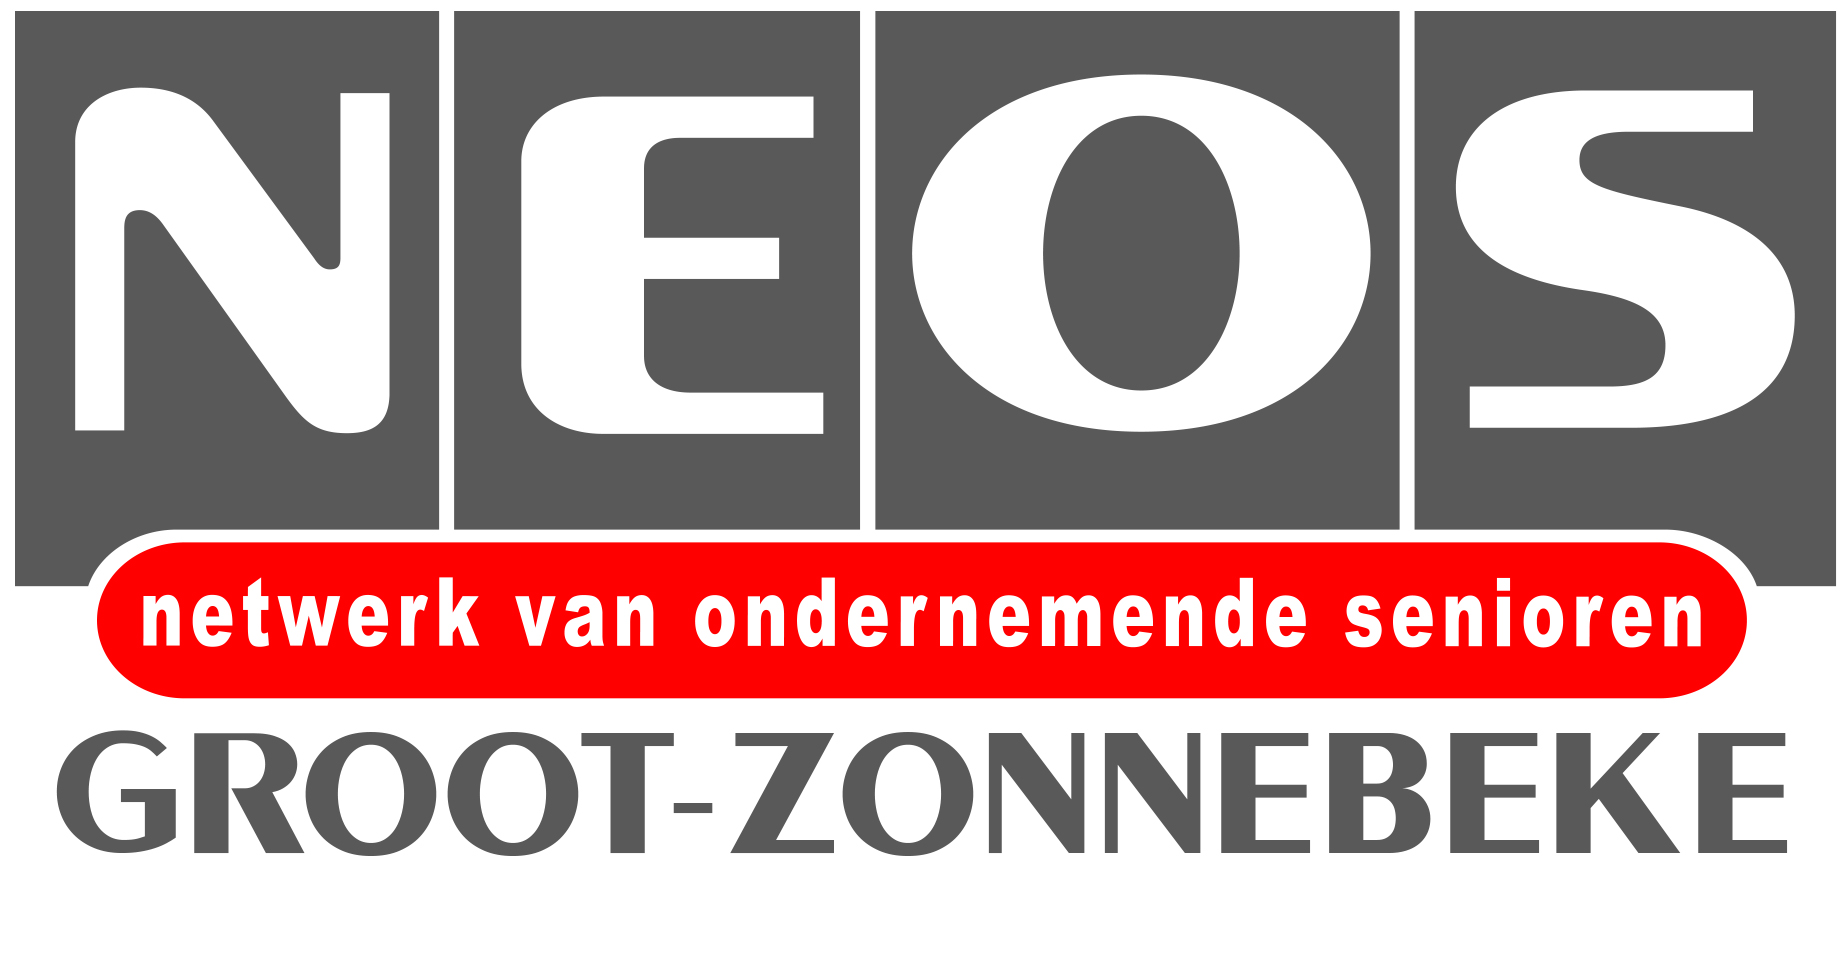 NEOS
netwerk van ondernemende senioren
GROOT-ZONNEBEKE